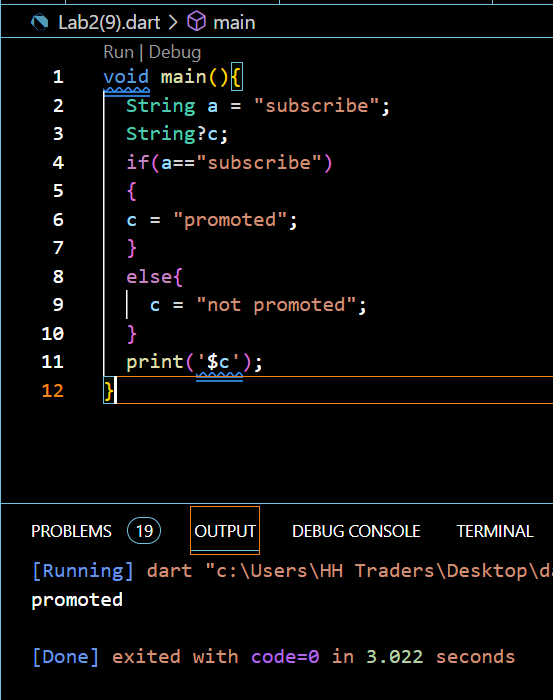 Lab2(9).dart > main
Run | Debug
1 void main(){
2 String a = "subscribe";
3 String?c;
4 if(a=="subscribe")
5 {
6 c = "promoted";
7 }
8 else{
9 c = "not promoted";
10 }
11 print('$c');
12 }
PROBLEMS 19 OUTPUT DEBUG CONSOLE TERMINAL
[Running] dart "c:\Users\HH Traders\Desktop\da
promoted
[Done] exited with code=0 in 3.022 seconds